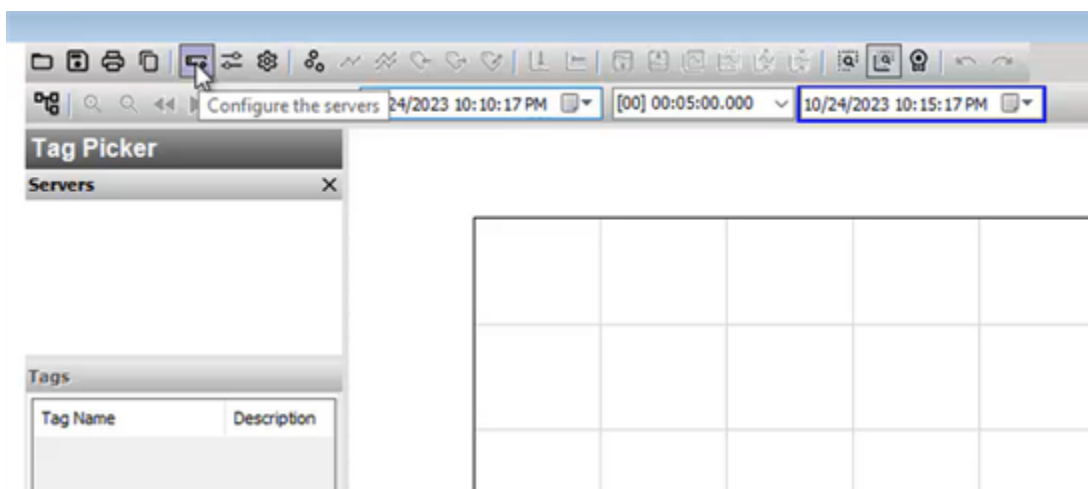 Configure the servers
24/2023 10:10:17 PM
[00] 00:05:00.000
10/24/2023 10:15:17 PM
Tag Picker
Servers
Tags
Tag Name Description